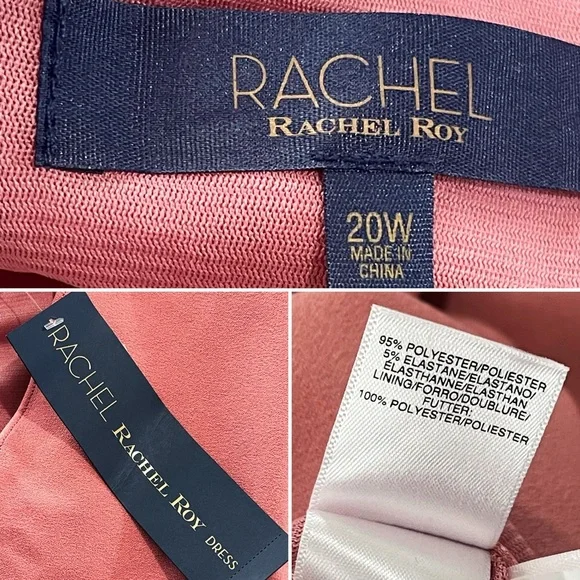 RACHEL
RACHEL ROY
20W
MADE IN
CHINA
RACHEL RACHEL ROY DRESS
95% POLYESTER/POLIESTER
5% ELASTANE/ELASTANO/
ÉLASTHANNE/ELASTHAN
LINING/FORRO/DOUBLURE/
FUTTER:
100% POLYESTER/POLIESTER